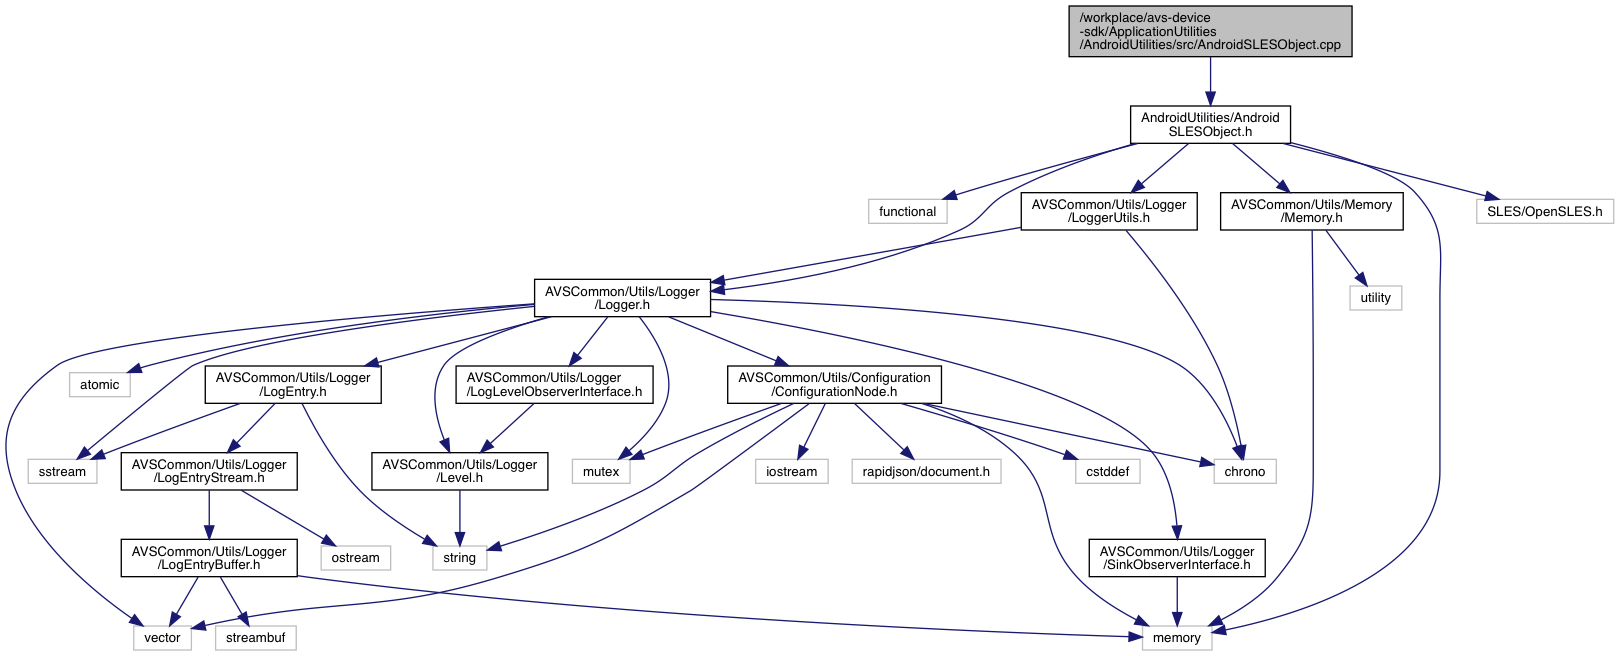 /workplace/avs-device
-sdk/ApplicationUtilities
/AndroidUtilities/src/AndroidSLESObject.cpp
AndroidUtilities/Android
SLESObject.h
functional
AVSCommon/Utils/Logger
/LoggerUtils.h
AVSCommon/Utils/Memory
/Memory.h
SLES/OpenSLES.h
AVSCommon/Utils/Logger
/Logger.h
utility
atomic
AVSCommon/Utils/Logger
/LogEntry.h
AVSCommon/Utils/Logger
/LogLevelObserverInterface.h
AVSCommon/Utils/Configuration
/ConfigurationNode.h
sstream
AVSCommon/Utils/Logger
/LogEntryStream.h
AVSCommon/Utils/Logger
/Level.h
mutex
iostream
rapidjson/document.h
cstddef
chrono
AVSCommon/Utils/Logger
/LogEntryBuffer.h
ostream
string
AVSCommon/Utils/Logger
/SinkObserverInterface.h
vector
streambuf
memory